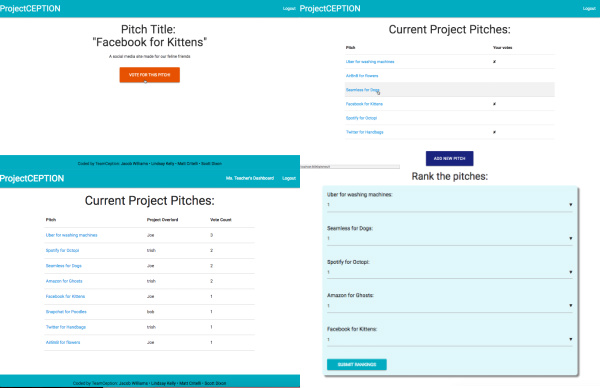 ProjectCEPTION
Logout
Pitch Title:
"Facebook for Kittens"
A social media site made for our feline friends
VOTE FOR THIS PITCH!
Coded by TeamCeption: Jacob Williams • Lindsay Kelly • Matt Critelli • Scott Dixon
ProjectCEPTION
Logout
Current Project Pitches:
Pitch Your votes
Uber for washing machines ✗
AirBnB for flowers
Seamless for Dogs
Facebook for Kittens ✗
Spotify for Octopi
Twitter for Handbags ✗
ADD NEW PITCH
ProjectCEPTION
Ms. Teacher's Dashboard Logout
Current Project Pitches:
Pitch Project Overlord Vote Count
Uber for washing machines Joe 3
Spotify for Octopi trish 2
Seamless for Dogs Joe 2
Amazon for Ghosts trish 2
Facebook for Kittens Joe 1
Snapchat for Poodles bob 1
Twitter for Handbags trish 1
AirBnB for flowers Joe 1
Coded by TeamCeption: Jacob Williams • Lindsay Kelly • Matt Critelli • Scott Dixon
Rank the pitches:
Uber for washing machines:
1
Seamless for Dogs:
1
Spotify for Octopi:
1
Amazon for Ghosts:
1
Facebook for Kittens:
1
SUBMIT RANKINGS